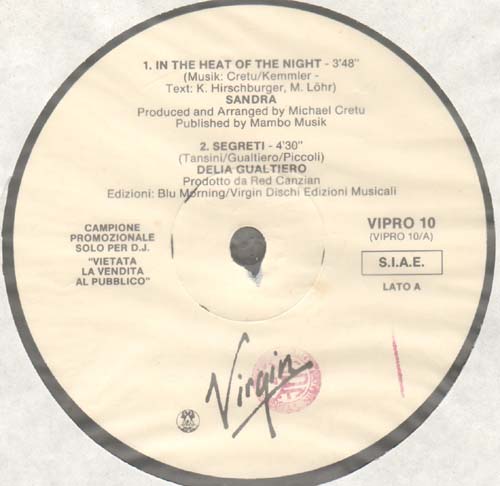 1. IN THE HEAT OF THE NIGHT - 3'48"
(Musik: Cretu/Kemmler -
Text: K. Hirschburger, M. Löhr)
SANDRA
Produced and Arranged by Michael Cretu
Published by Mambo Musik
2. SEGRETI - 4'30"
(Tansini/Gualtiero/Piccoli)
DELIA GUALTIERO
Prodotto da Red Canzian
Edizioni: Blu Morning/Virgin Dischi Edizioni Musicali
CAMPIONE
PROMOZIONALE
SOLO PER D.J.
"VIETATA
LA VENDITA
AL PUBBLICO"
VIPRO 10
(VIPRO 10/A)
S.I.A.E.
LATO A
Virgin